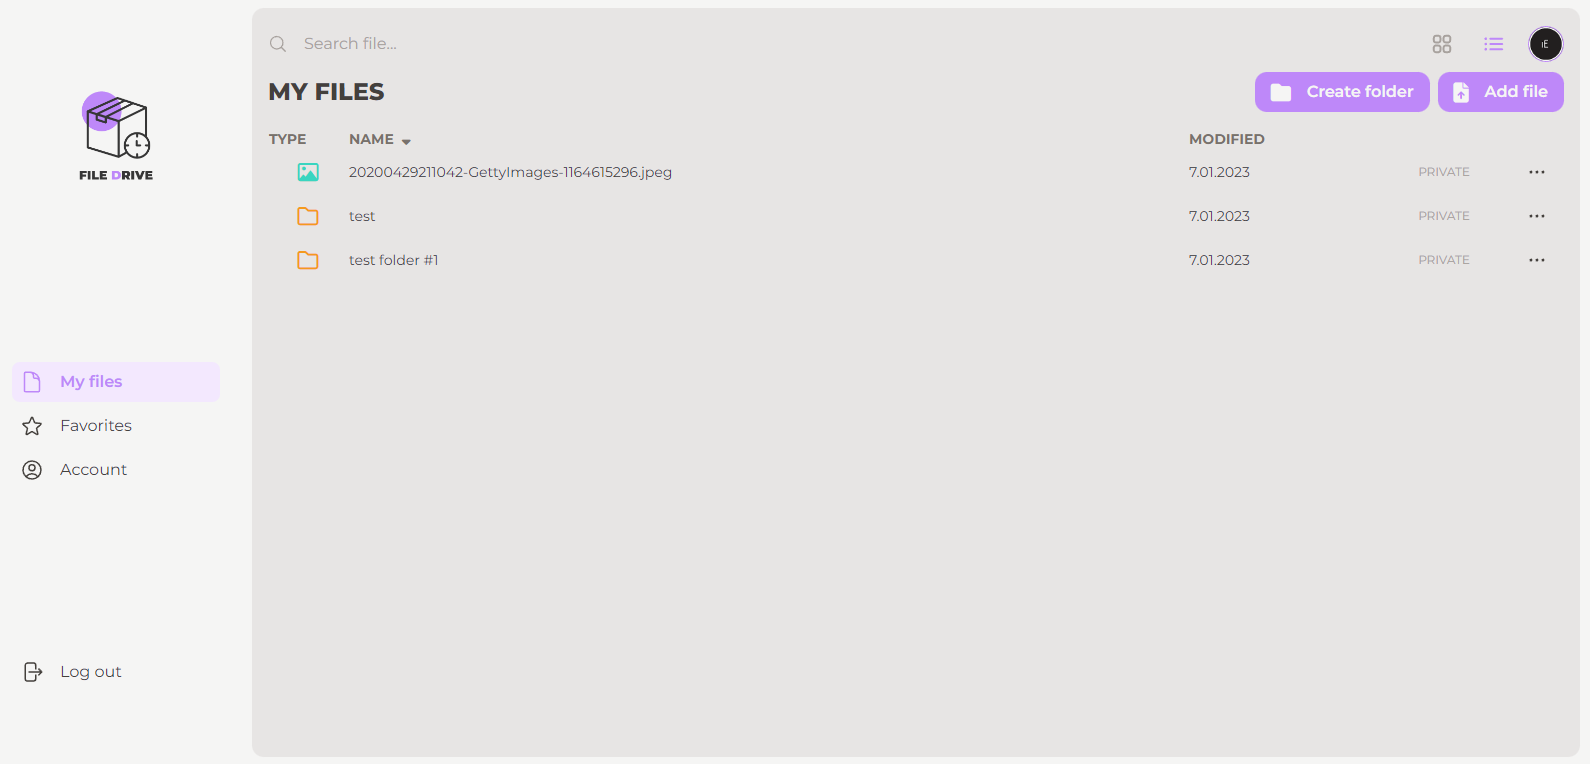 Search file...
iE
MY FILES
Create folder
Add file
FILE DRIVE
TYPE NAME MODIFIED
20200429211042-GettyImages-1164615296.jpeg 7.01.2023 PRIVATE
test 7.01.2023 PRIVATE
test folder #1 7.01.2023 PRIVATE
My files
Favorites
Account
Log out